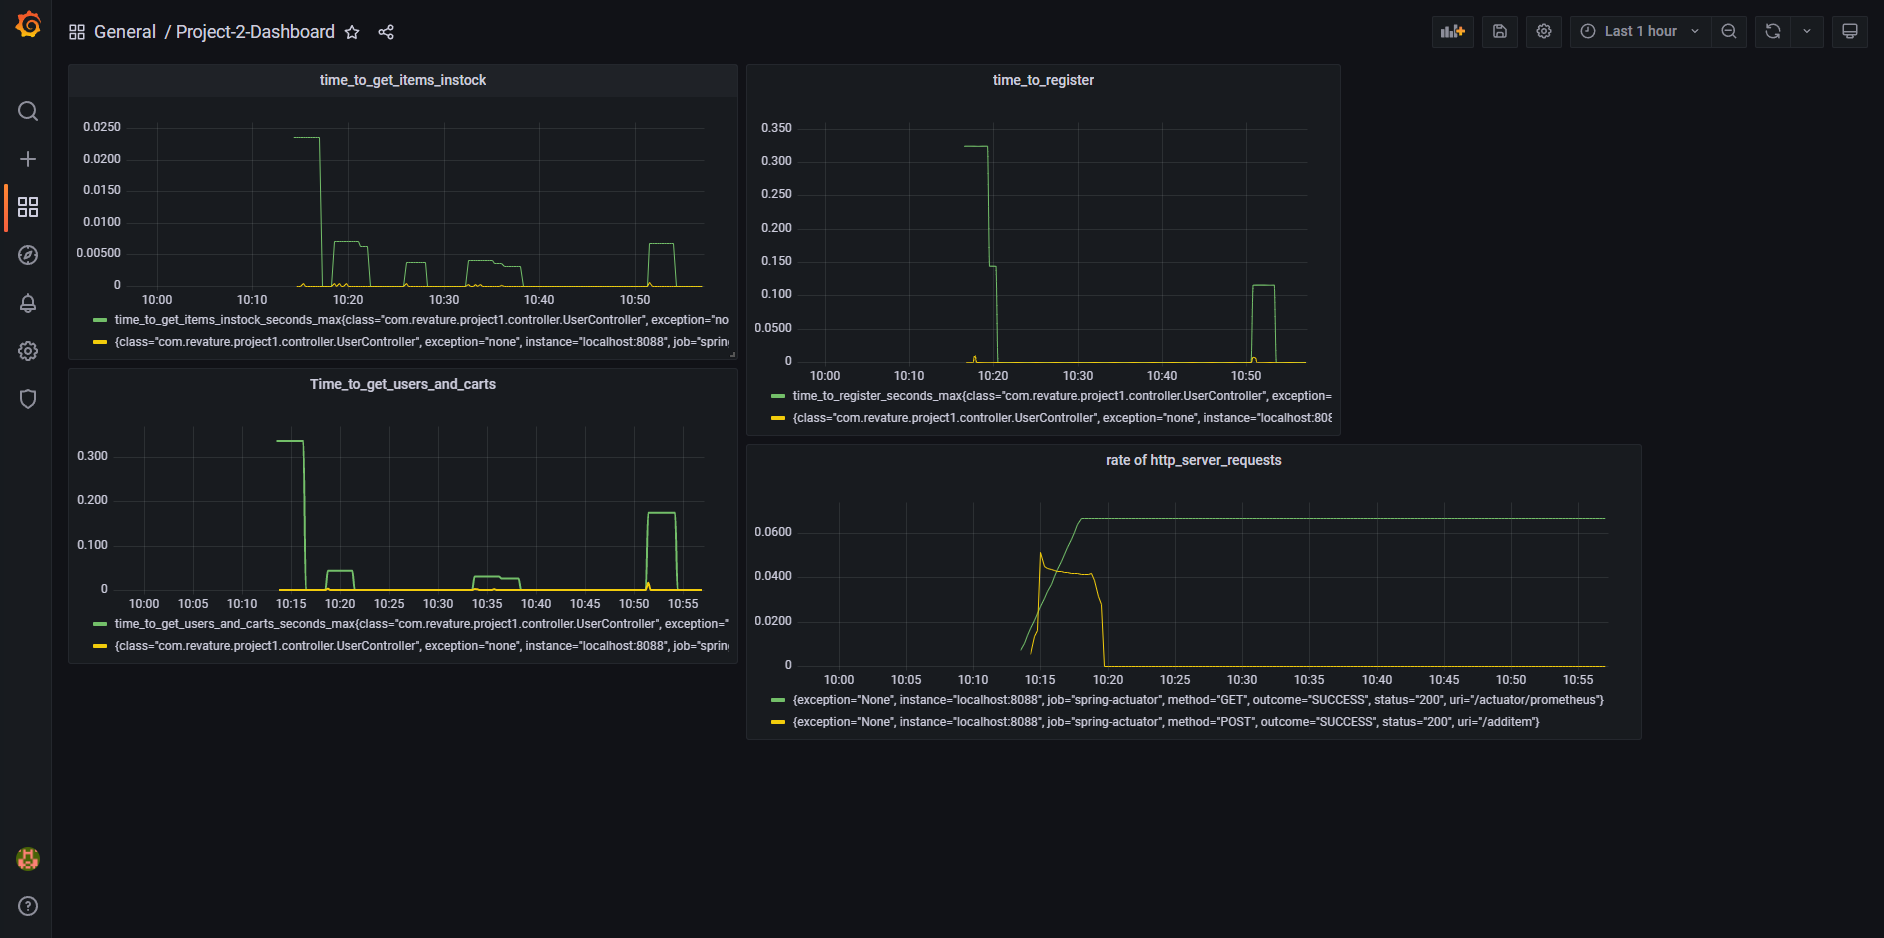 General / Project-2-Dashboard
Last 1 hour
time_to_get_items_instock
0.0250
0.0200
0.0150
0.0100
0.00500
0
10:00 10:10 10:20 10:30 10:40 10:50
time_to_get_items_instock_seconds_max{class="com.revature.project1.controller.UserController", exception="no
{class="com.revature.project1.controller.UserController", exception="none", instance="localhost:8088", job="spring
time_to_register
0.350
0.300
0.250
0.200
0.150
0.100
0.0500
0
10:00 10:10 10:20 10:30 10:40 10:50
time_to_register_seconds_max{class="com.revature.project1.controller.UserController", exception=
{class="com.revature.project1.controller.UserController", exception="none", instance="localhost:808
Time_to_get_users_and_carts
0.300
0.200
0.100
0
10:00 10:05 10:10 10:15 10:20 10:25 10:30 10:35 10:40 10:45 10:50 10:55
time_to_get_users_and_carts_seconds_max{class="com.revature.project1.controller.UserController", exception="
{class="com.revature.project1.controller.UserController", exception="none", instance="localhost:8088", job="spring
rate of http_server_requests
0.0600
0.0400
0.0200
0
10:00 10:05 10:10 10:15 10:20 10:25 10:30 10:35 10:40 10:45 10:50 10:55
{exception="None", instance="localhost:8088", job="spring-actuator", method="GET", outcome="SUCCESS", status="200", uri="/actuator/prometheus"}
{exception="None", instance="localhost:8088", job="spring-actuator", method="POST", outcome="SUCCESS", status="200", uri="/additem"}